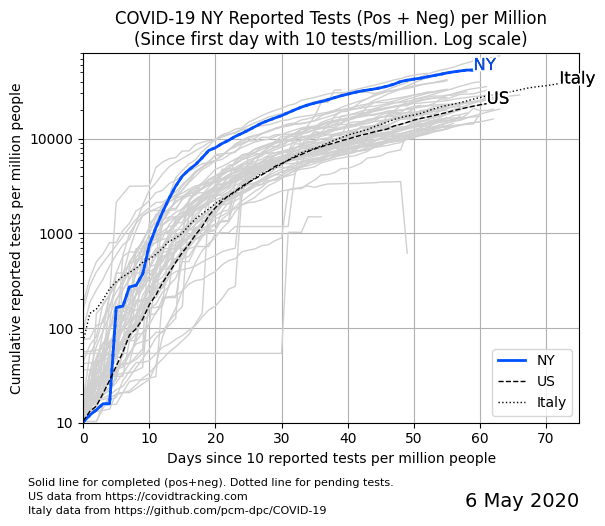 COVID-19 NY Reported Tests (Pos + Neg) per Million
(Since first day with 10 tests/million. Log scale)
Cumulative reported tests per million people
10000
1000
100
10
NY
Italy
US
NY
US
Italy
0 10 20 30 40 50 60 70
Days since 10 reported tests per million people
Solid line for completed (pos+neg). Dotted line for pending tests.
US data from https://covidtracking.com
Italy data from https://github.com/pcm-dpc/COVID-19
6 May 2020